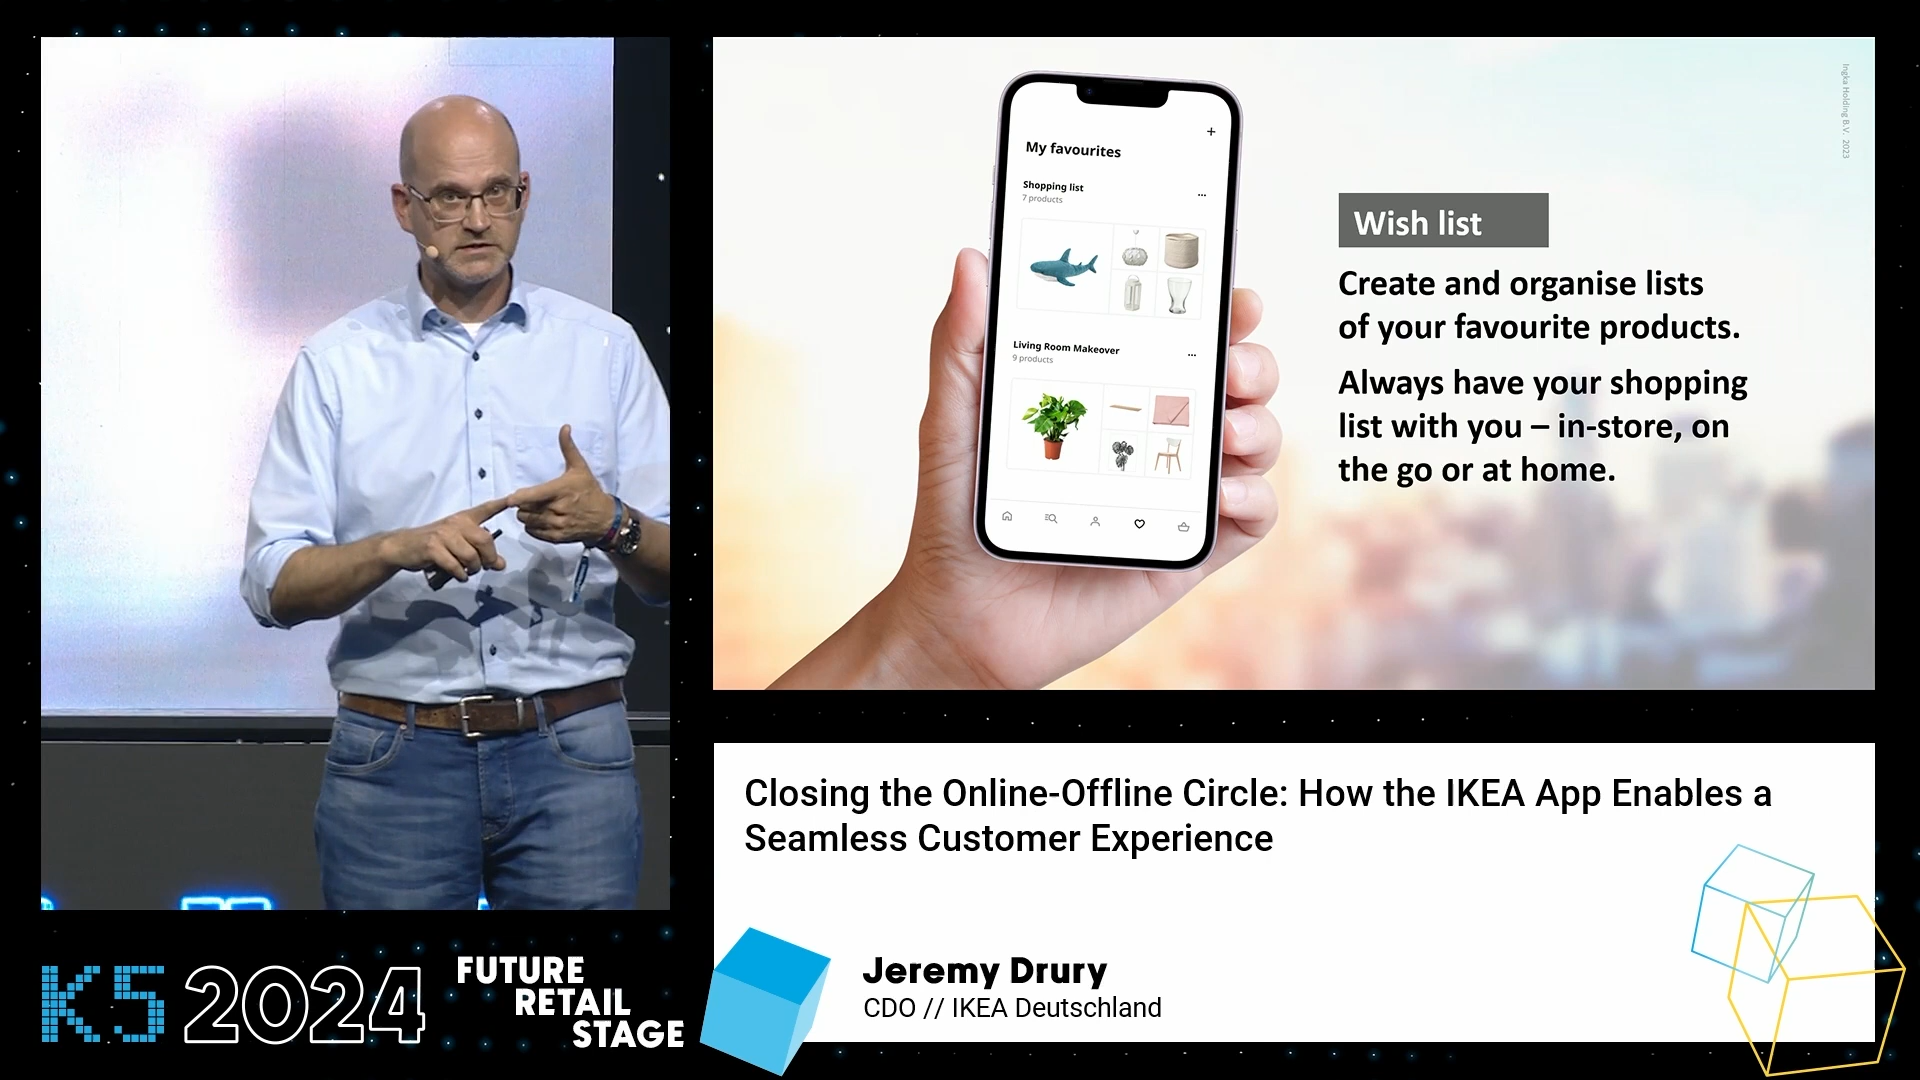 Ingka Holding B.V. 2023
My favourites
Shopping list
7 products
Living Room Makeover
9 products
Wish list
Create and organise lists
of your favourite products.
Always have your shopping
list with you – in-store, on
the go or at home.
Closing the Online-Offline Circle: How the IKEA App Enables a
Seamless Customer Experience
Jeremy Drury
CDO // IKEA Deutschland
K5 2024
FUTURE
RETAIL
STAGE